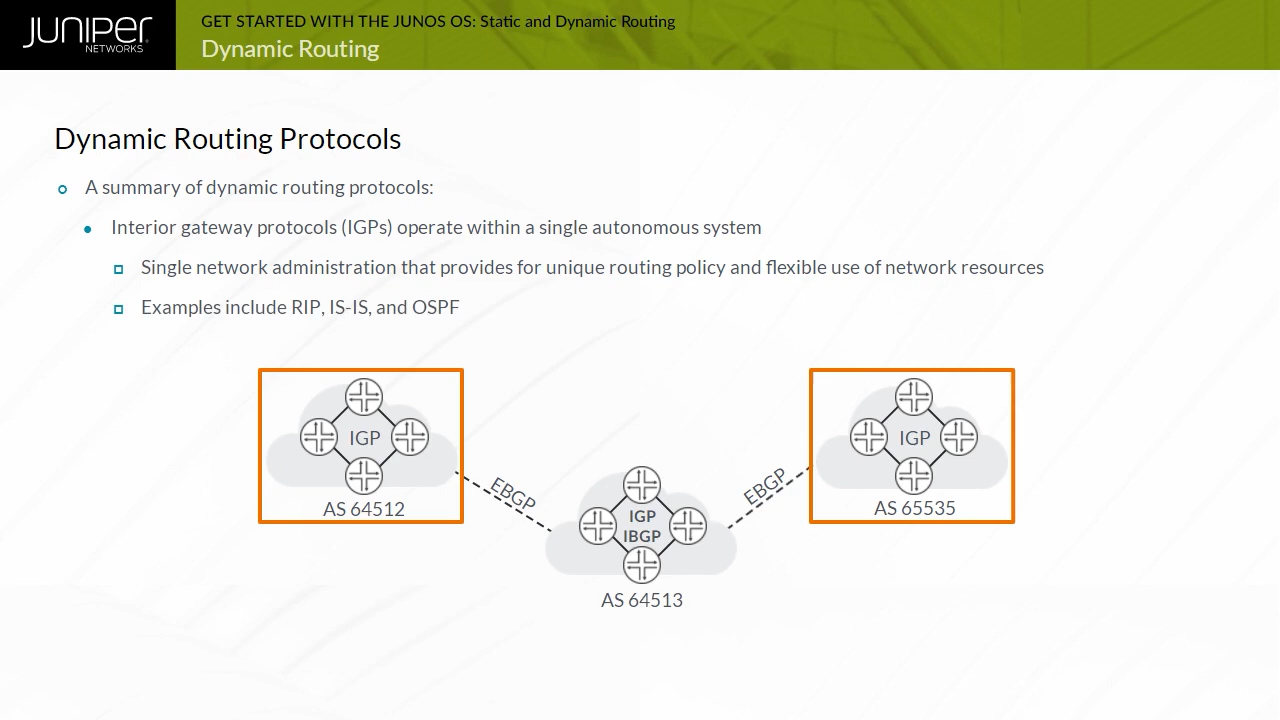 JUNIPER
NETWORKS
GET STARTED WITH THE JUNOS OS: Static and Dynamic Routing
Dynamic Routing
Dynamic Routing Protocols
A summary of dynamic routing protocols:
Interior gateway protocols (IGPs) operate within a single autonomous system
Single network administration that provides for unique routing policy and flexible use of network resources
Examples include RIP, IS-IS, and OSPF
IGP
AS 64512
EBGP
IGP
IBGP
AS 64513
EBGP
IGP
AS 65535